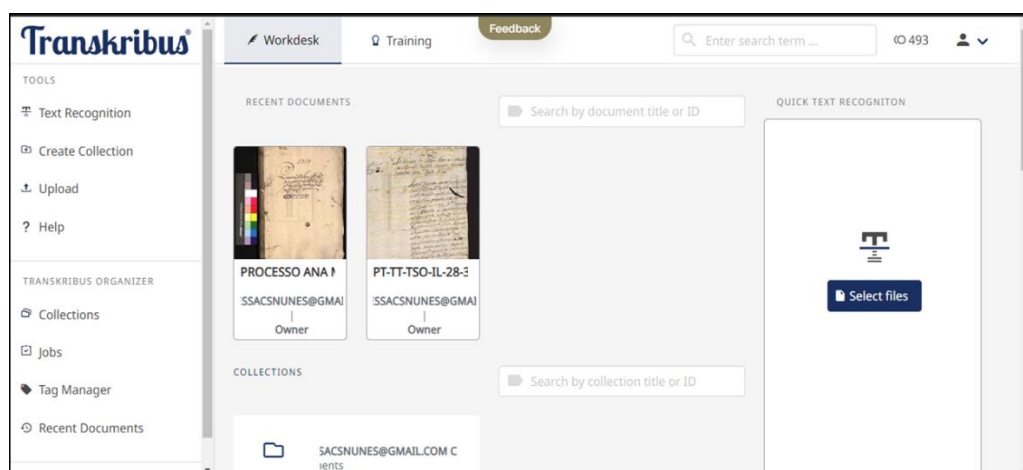 Transkribus®
TOOLS
Text Recognition
Create Collection
Upload
? Help
TRANSKRIBUS ORGANIZER
Collections
Jobs
Tag Manager
Recent Documents
Workdesk
Training
Feedback
Enter search term ...
493
RECENT DOCUMENTS
Search by document title or ID
PROCESSO ANA
SSACSNUNES@GMAI
|
Owner
PT-TT-TSO-IL-28-3
SSACSNUNES@GMAI
|
Owner
COLLECTIONS
Search by collection title or ID
SACSNUNES@GMAIL.COM C
ients
QUICK TEXT RECOGNITON
Select files